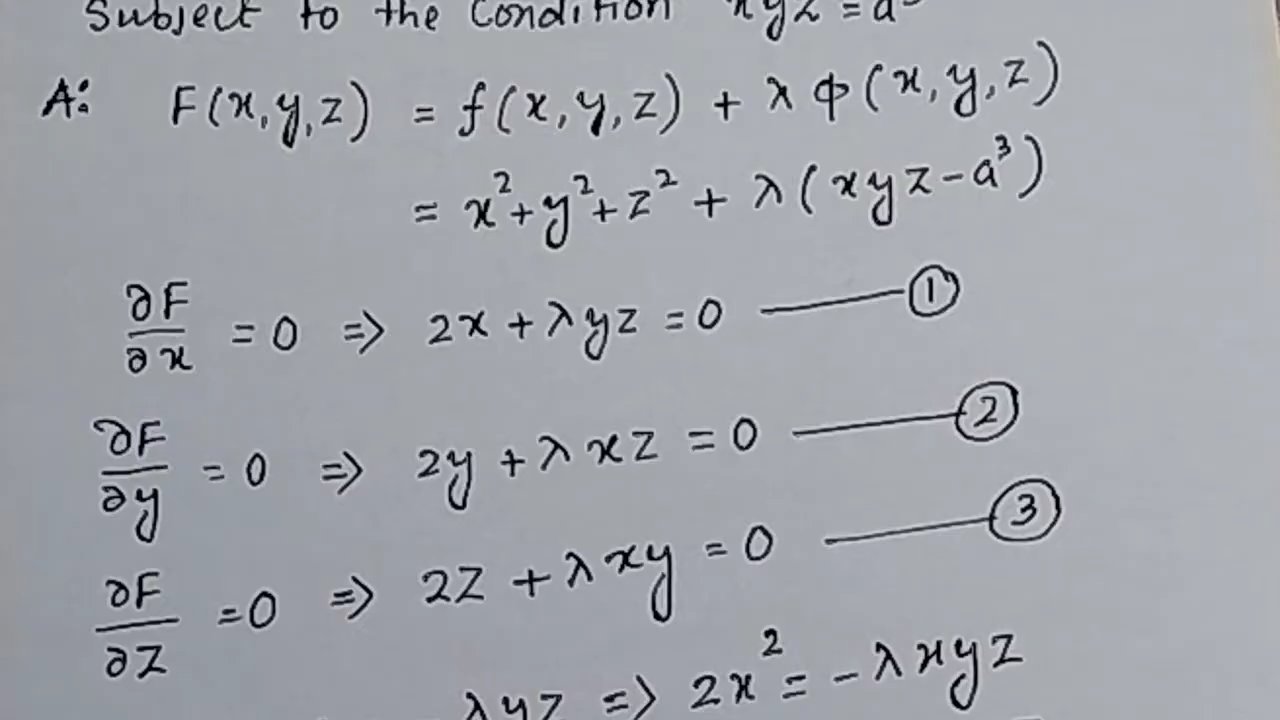 Subject to the Condition xyz = a³
A: F(x,y,z) = f(x,y,z) + λ φ(x,y,z)
= x²+y²+z² + λ(xyz-a³)
∂F/∂x = 0 => 2x + λyz = 0 —— ①
∂F/∂y = 0 => 2y + λxz = 0 —— ②
∂F/∂z = 0 => 2z + λxy = 0 —— ③
λyz => 2x² = -λxyz